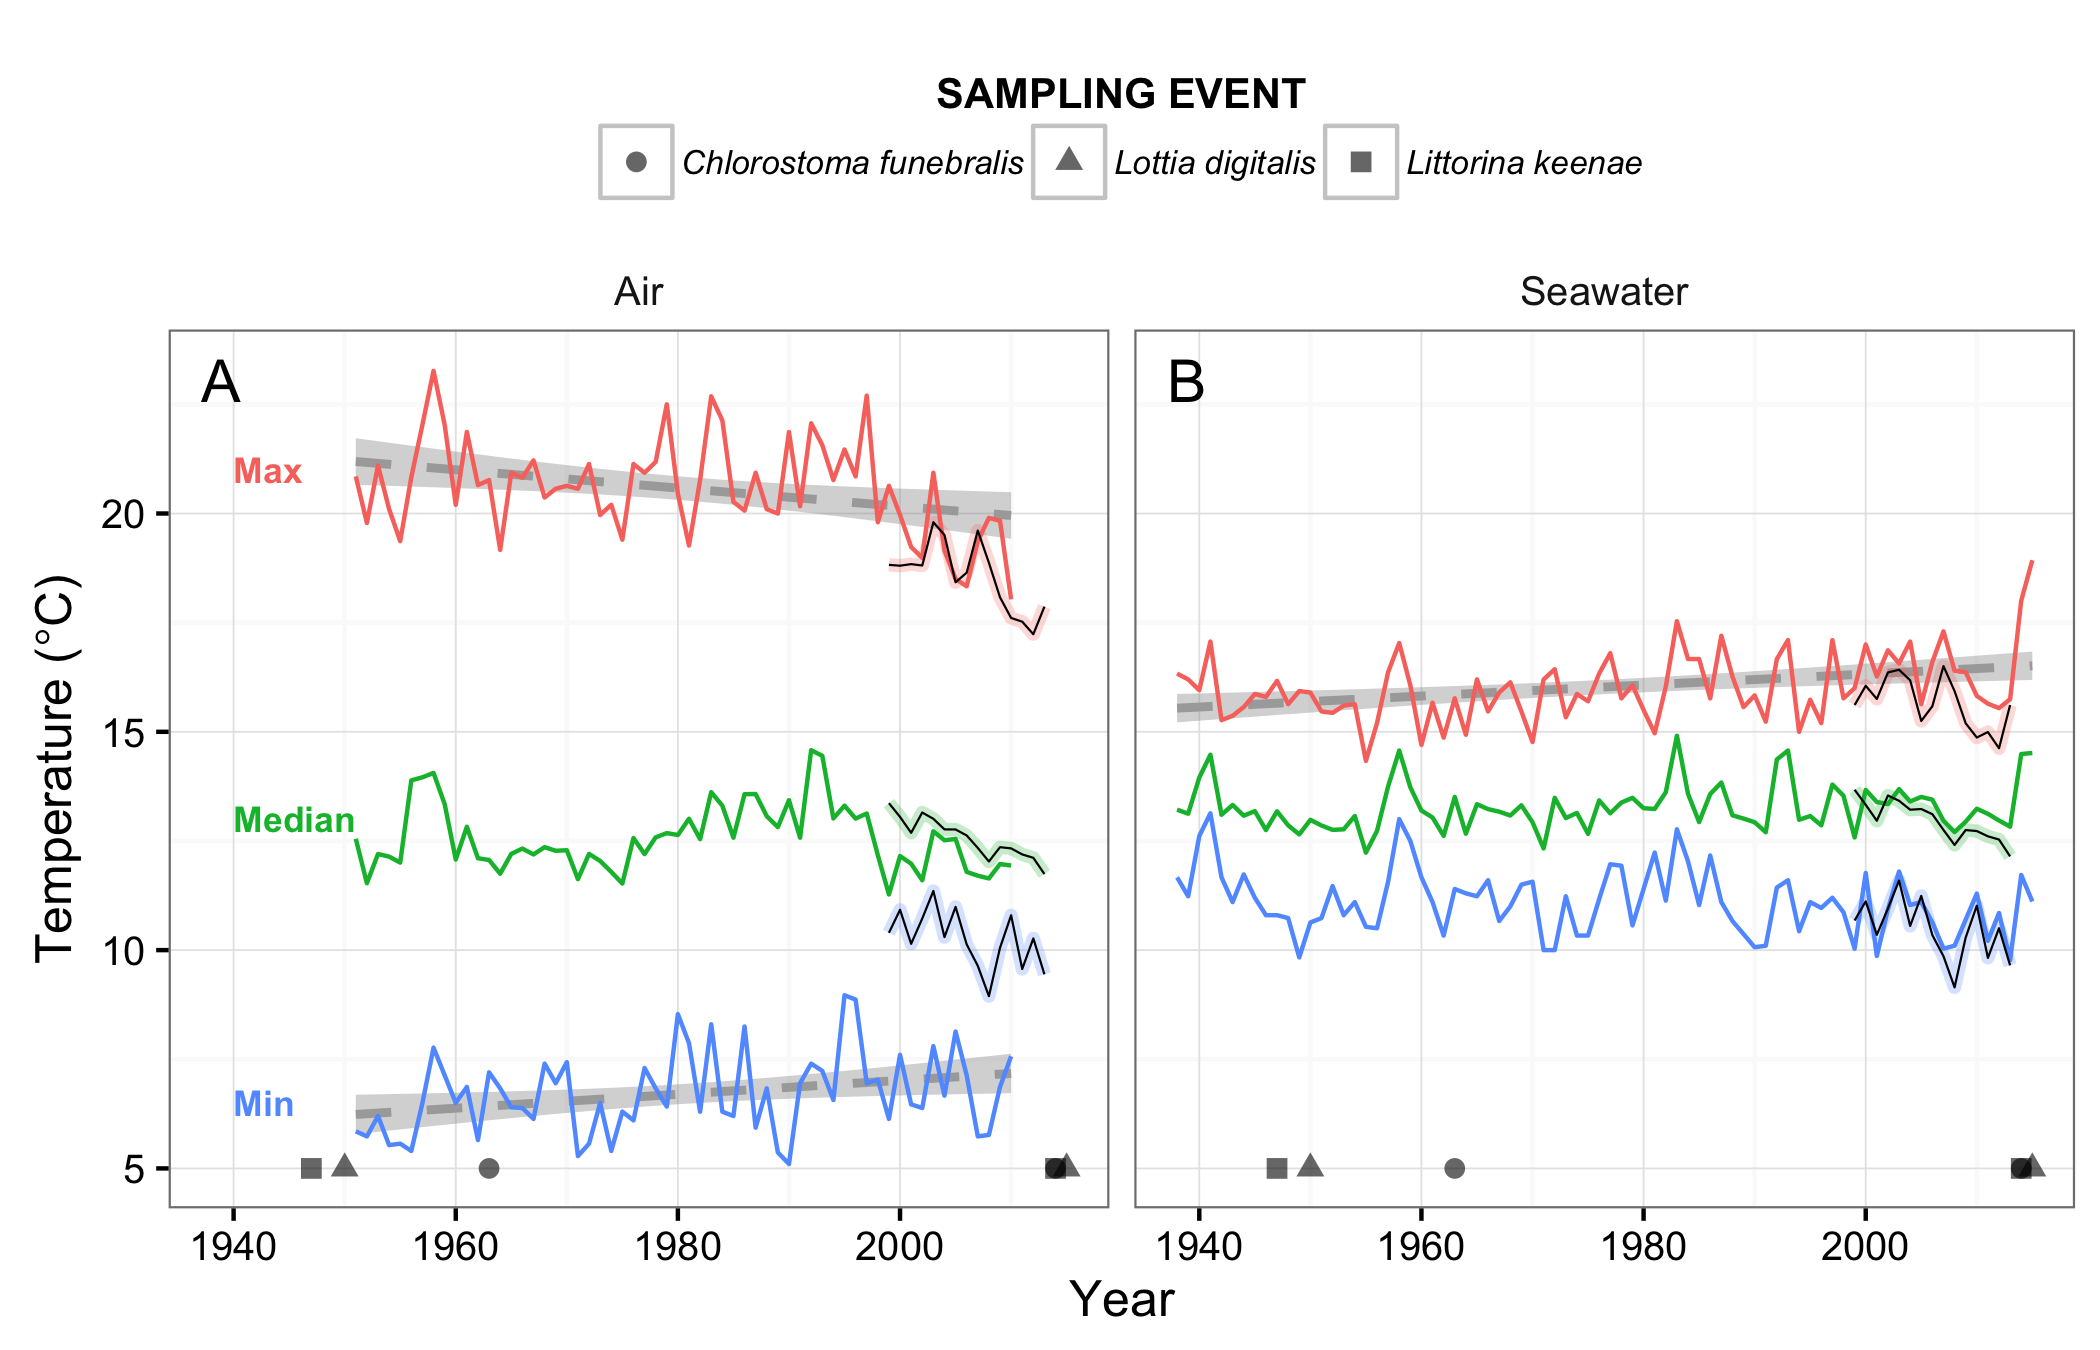 SAMPLING EVENT
Chlorostoma funebralis Lottia digitalis Littorina keenae
Air Seawater
A B
Max
Median
Min
Temperature (°C)
20
15
10
5
1940 1960 1980 2000 1940 1960 1980 2000
Year